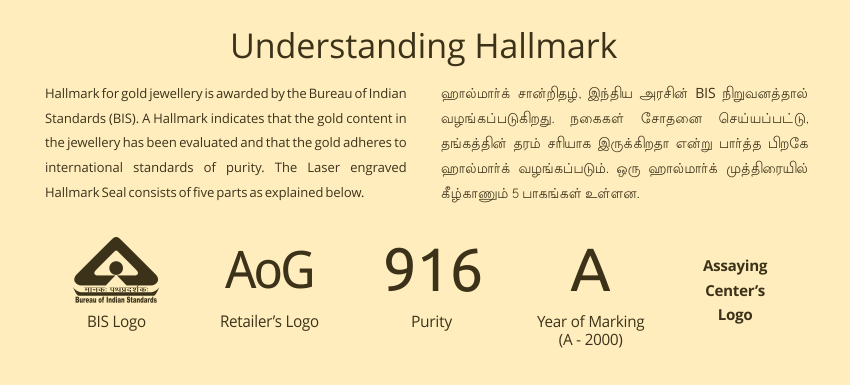 Understanding Hallmark
Hallmark for gold jewellery is awarded by the Bureau of Indian
Standards (BIS). A Hallmark indicates that the gold content in
the jewellery has been evaluated and that the gold adheres to
international standards of purity. The Laser engraved
Hallmark Seal consists of five parts as explained below.
ஹால்மார்க் சான்றிதழ், இந்திய அரசின் BIS நிறுவனத்தால்
வழங்கப்படுகிறது. நகைகள் சோதனை செய்யப்பட்டு,
தங்கத்தின் தரம் சரியாக இருக்கிறதா என்று பார்த்த பிறகே
ஹால்மார்க் வழங்கப்படும். ஒரு ஹால்மார்க் முத்திரையில்
கீழ்காணும் 5 பாகங்கள் உள்ளன.
मानकः पथप्रदर्शकः
Bureau of Indian Standards
BIS Logo
AoG
Retailer's Logo
916
Purity
A
Year of Marking
(A - 2000)
Assaying
Center's
Logo